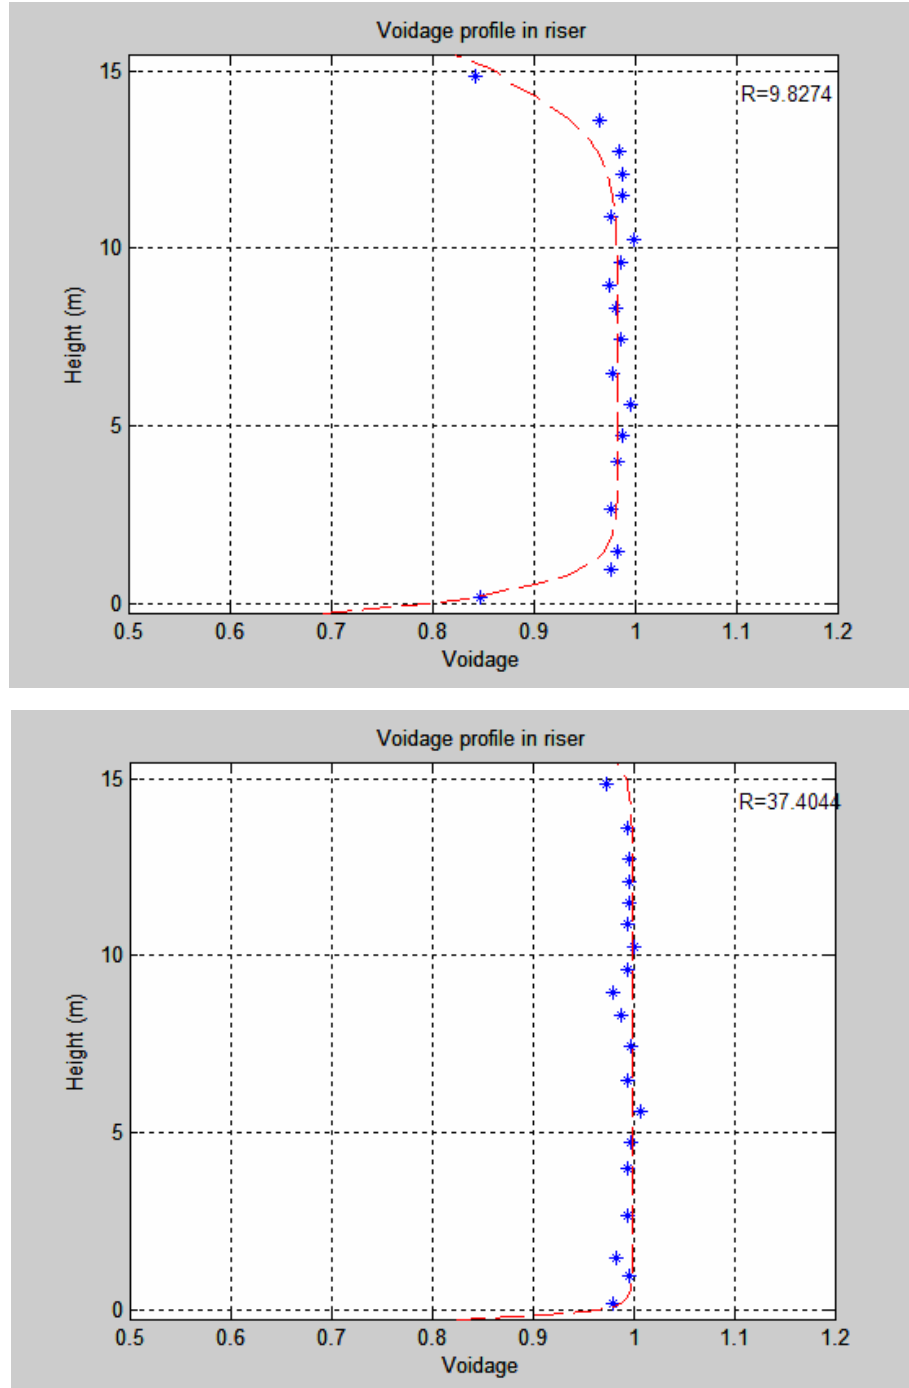 Voidage profile in riser
R=9.8274
15
10
5
0
Height (m)
0.5 0.6 0.7 0.8 0.9 1 1.1 1.2
Voidage
Voidage profile in riser
R=37.4044
15
10
5
0
Height (m)
0.5 0.6 0.7 0.8 0.9 1 1.1 1.2
Voidage